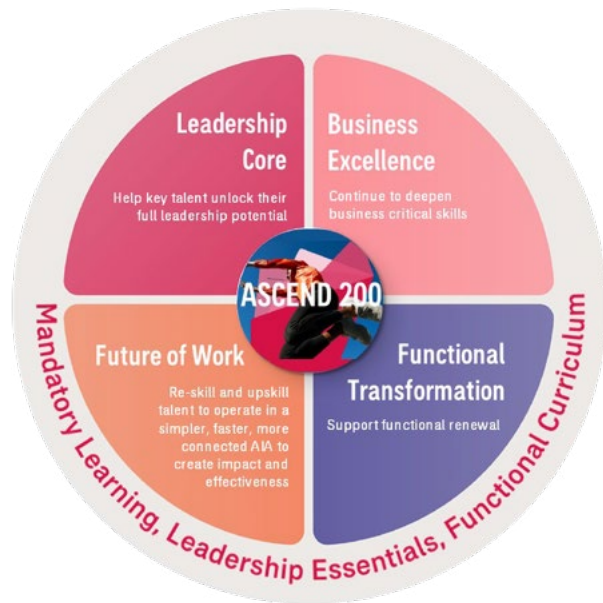 Leadership
Core
Help key talent unlock their
full leadership potential
Business
Excellence
Continue to deepen
business critical skills
ASCEND 200
Future of Work
Re-skill and upskill
talent to operate in a
simpler, faster, more
connected AIA to
create impact and
effectiveness
Functional
Transformation
Support functional renewal
Mandatory Learning, Leadership Essentials, Functional Curriculum